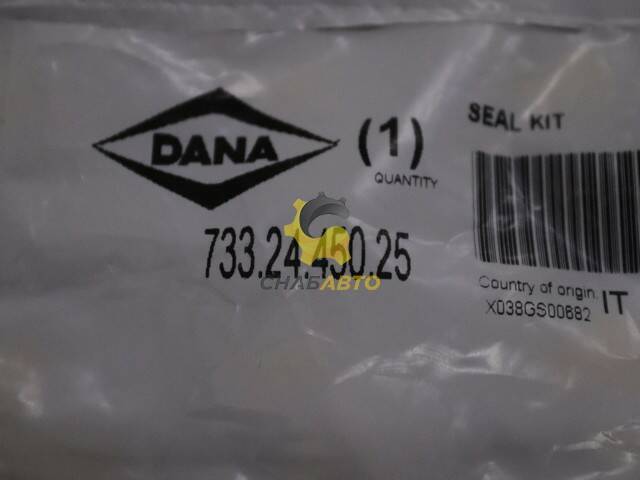 DANA
(1)
QUANTITY
733.24.450.25
SEAL KIT
Country of origin: IT
X038GS00682
СНАБАВТО